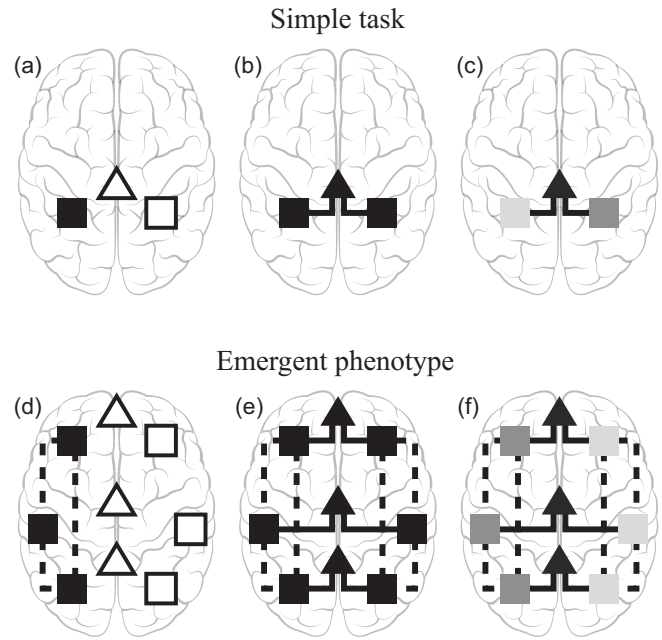 Simple task
(a) (b) (c)
Emergent phenotype
(d) (e) (f)